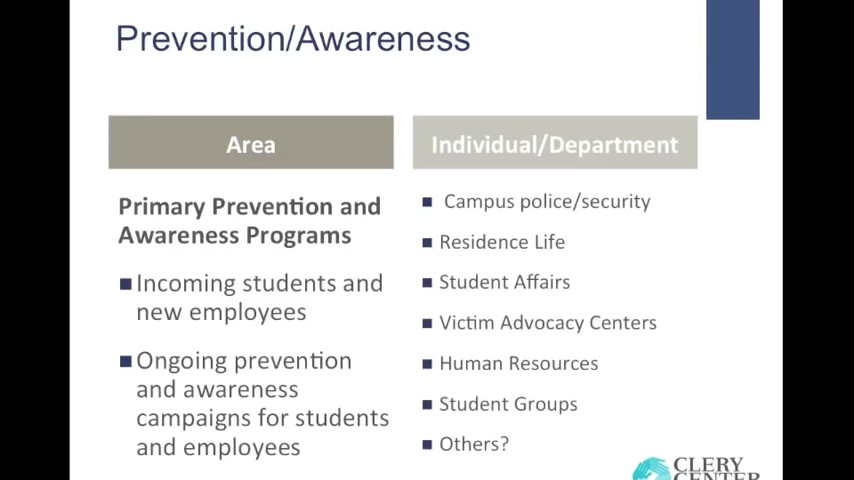 Prevention/Awareness
Area
Primary Prevention and
Awareness Programs
Incoming students and
new employees
Ongoing prevention
and awareness
campaigns for students
and employees
Individual/Department
Campus police/security
Residence Life
Student Affairs
Victim Advocacy Centers
Human Resources
Student Groups
Others?
CLERY
CENTER